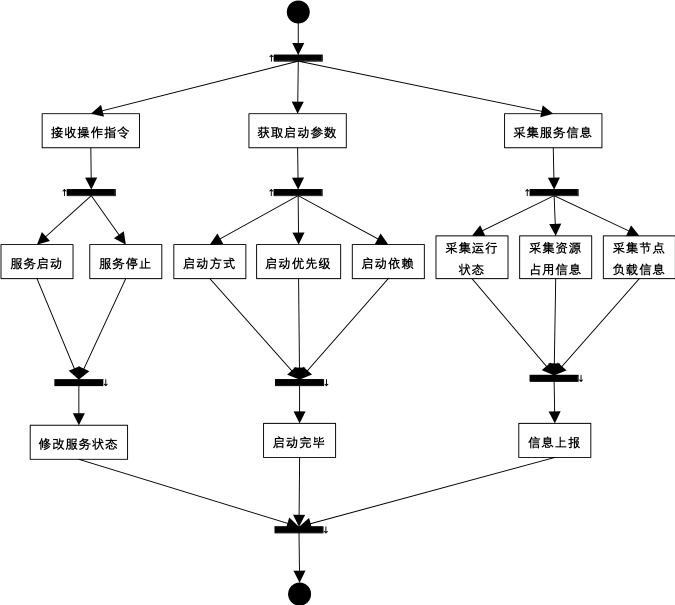 接收操作指令
获取启动参数
采集服务信息
服务启动
服务停止
启动方式
启动优先级
启动依赖
采集运行
状态
采集资源
占用信息
采集节点
负载信息
修改服务状态
启动完毕
信息上报